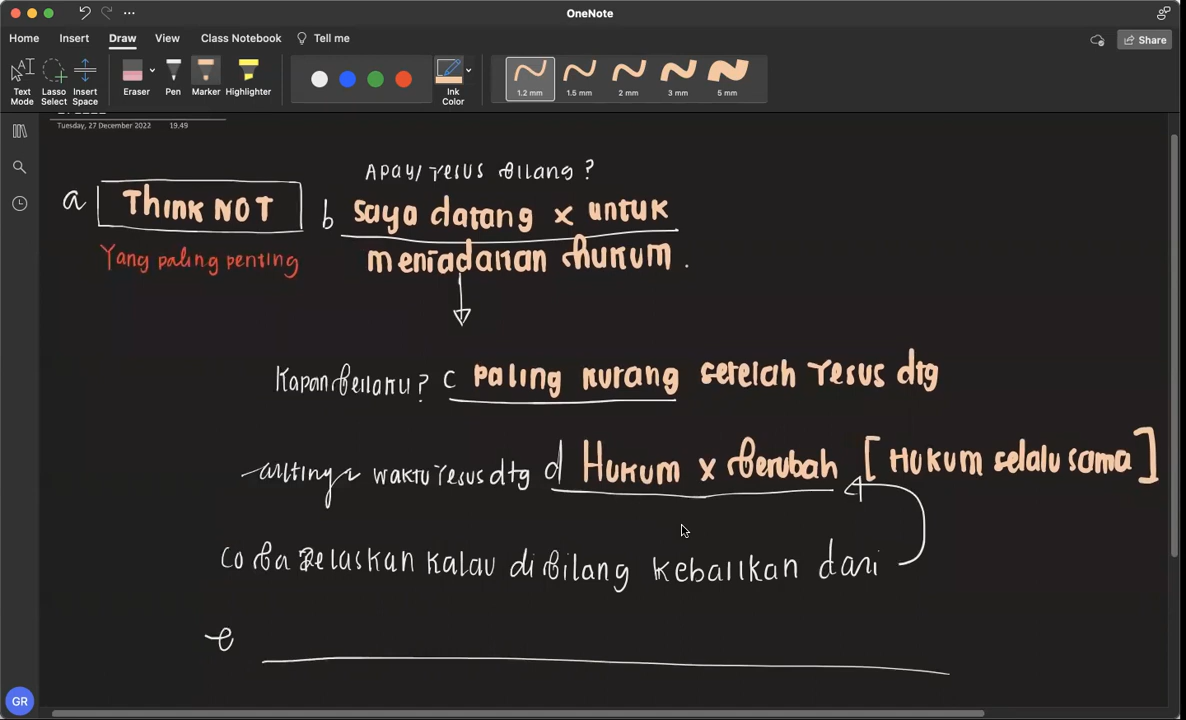 OneNote
Home Insert Draw View Class Notebook Tell me
Share
Text Mode
Lasso Select
Insert Space
Eraser
Pen
Marker
Highlighter
Ink Color
1.2 mm
1.5 mm
2 mm
3 mm
5 mm
Tuesday, 27 December 2022 19.49
Yesus bilang ?
a Think NOT b saya datang x untuk
Yang paling penting meniadakan hukum .
Kapan berlaku? c paling kurang setelah Yesus dtg
waktu Yesus dtg d Hukum x berubah [ Hukum selalu sama ]
coba jelaskan kalau dibilang kebalikan dari
e
GR